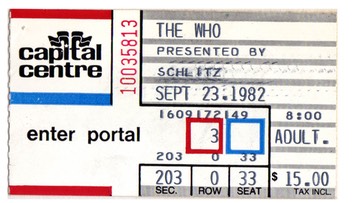 capital
centre
10035813
THE WHO
PRESENTED BY
SCHLITZ
SEPT 23.1982
1609172149 8:00
enter portal 3 ADULT.
203 0 33
203 0 33 $ 15.00
SEC. ROW SEAT TAX INCL.